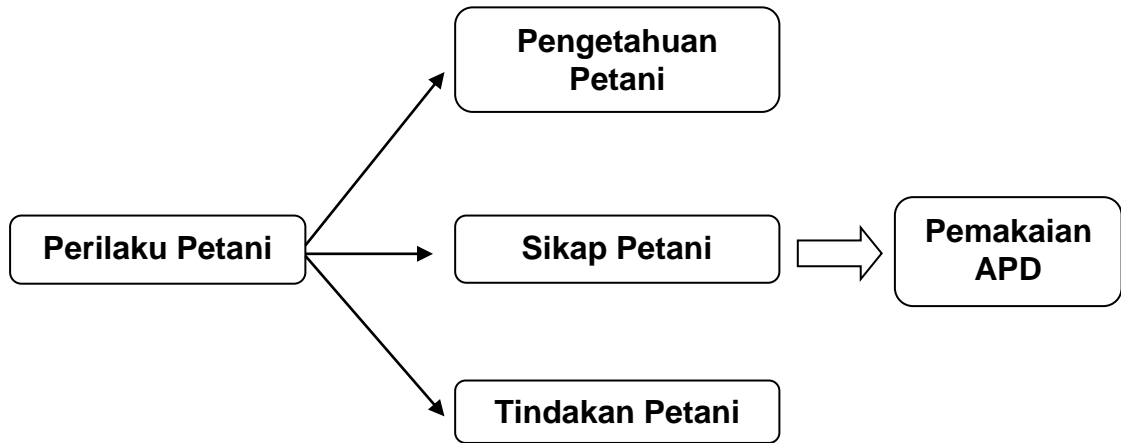 Pengetahuan
Petani
Perilaku Petani
Sikap Petani
Pemakaian
APD
Tindakan Petani